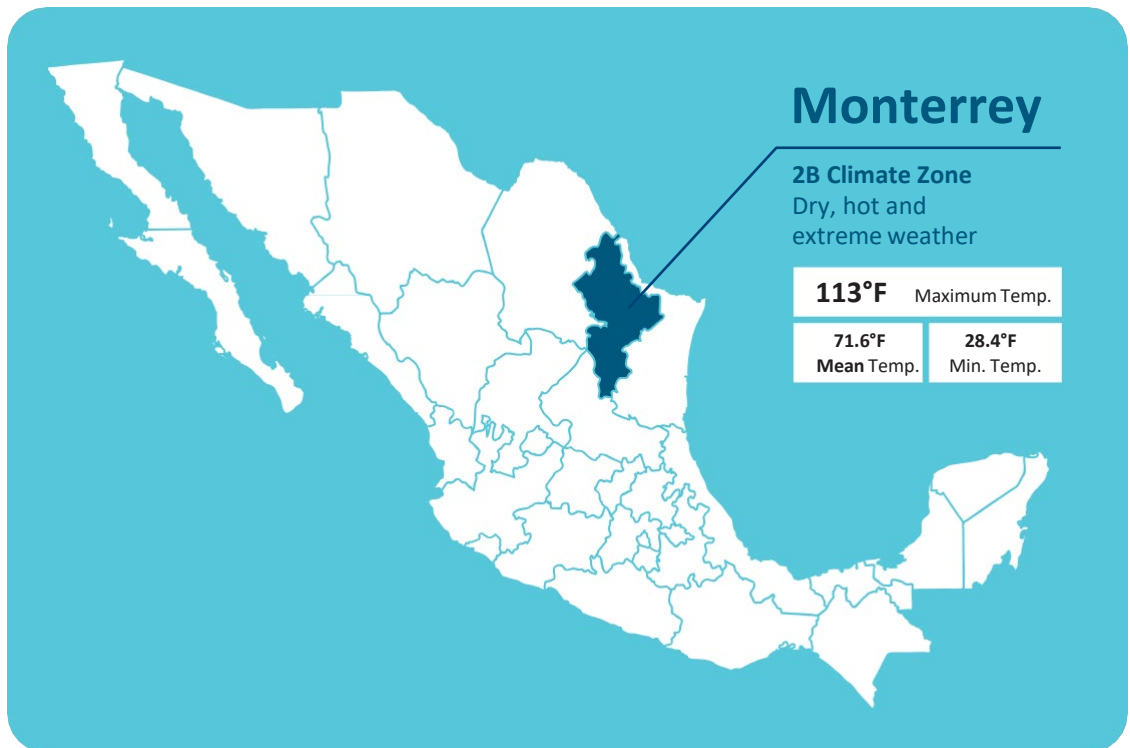 Monterrey
2B Climate Zone
Dry, hot and
extreme weather
113°F Maximum Temp.
71.6°F
Mean Temp.
28.4°F
Min. Temp.